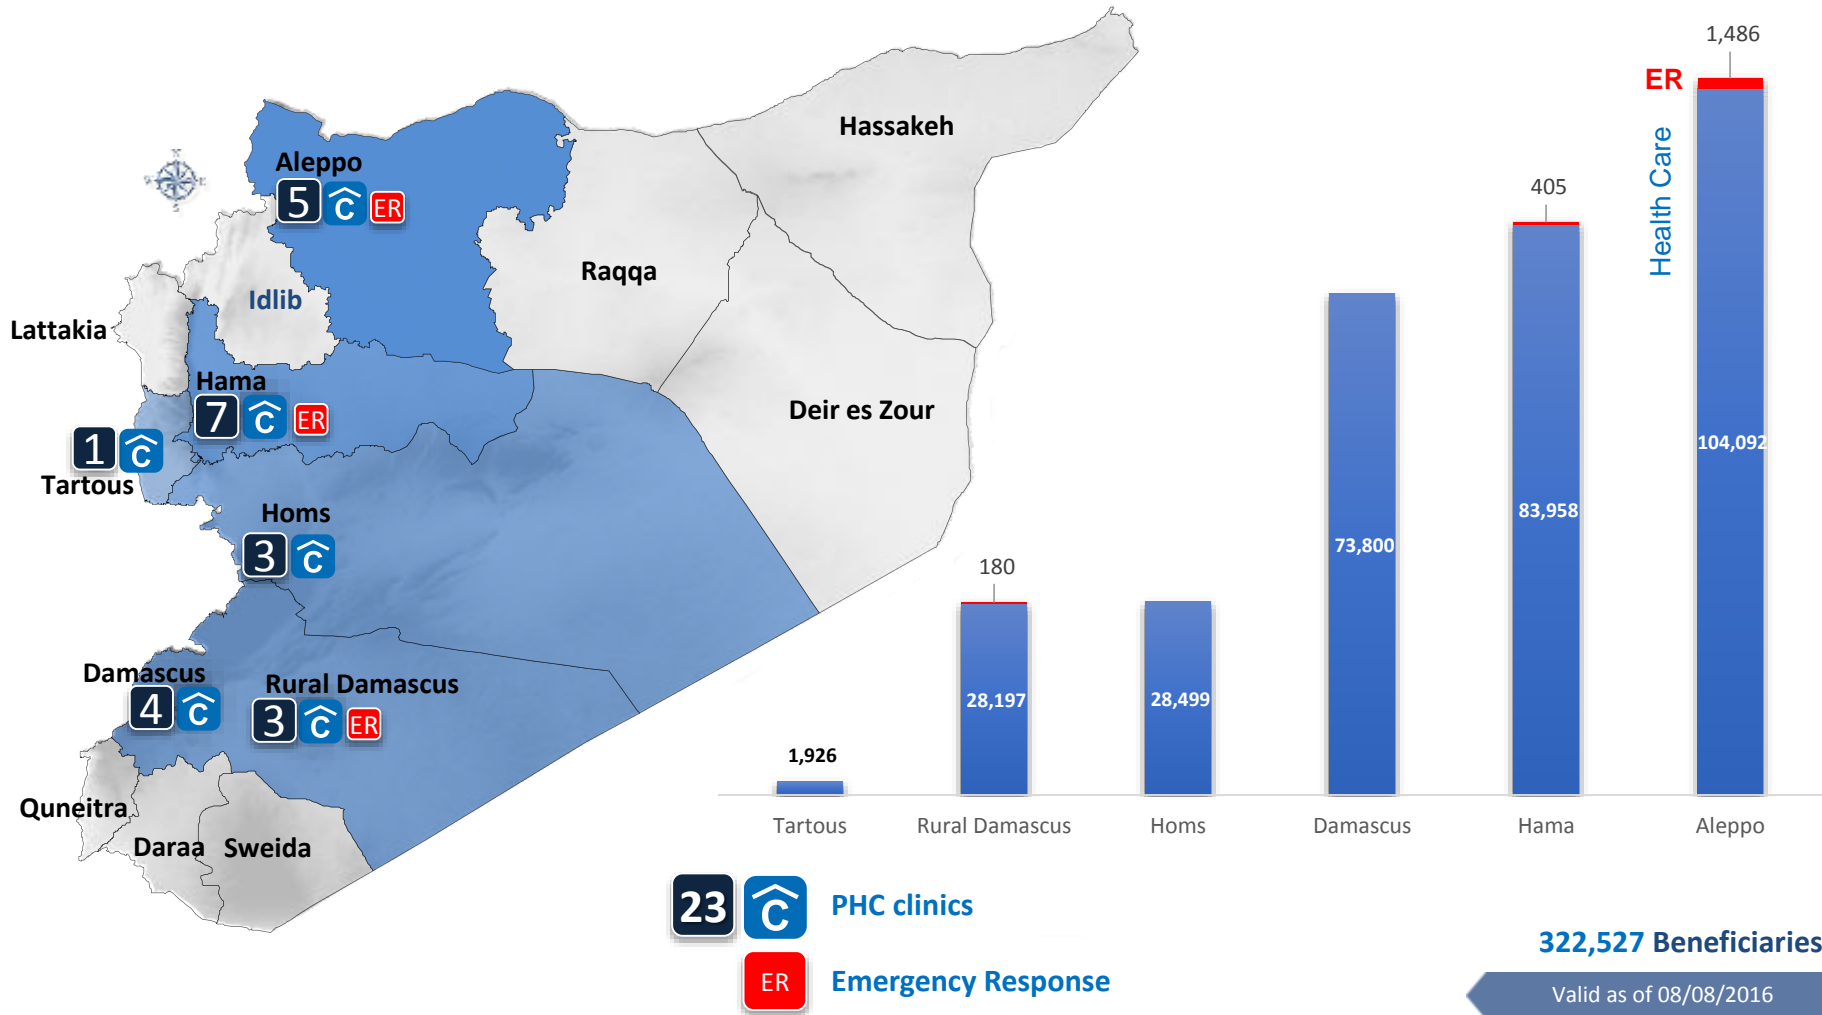 1,486
ER
Health Care
Hassakeh
Aleppo
5 C ER
405
Raqqa
Idlib
Lattakia
Hama
7 C ER
Deir es Zour
1 C
Tartous
104,092
83,958
Homs
3 C
73,800
180
Damascus
4 C
Rural Damascus
3 C ER
28,197
28,499
1,926
Quneitra
Daraa
Sweida
Tartous
Rural Damascus
Homs
Damascus
Hama
Aleppo
23 C PHC clinics
ER Emergency Response
322,527 Beneficiaries
Valid as of 08/08/2016